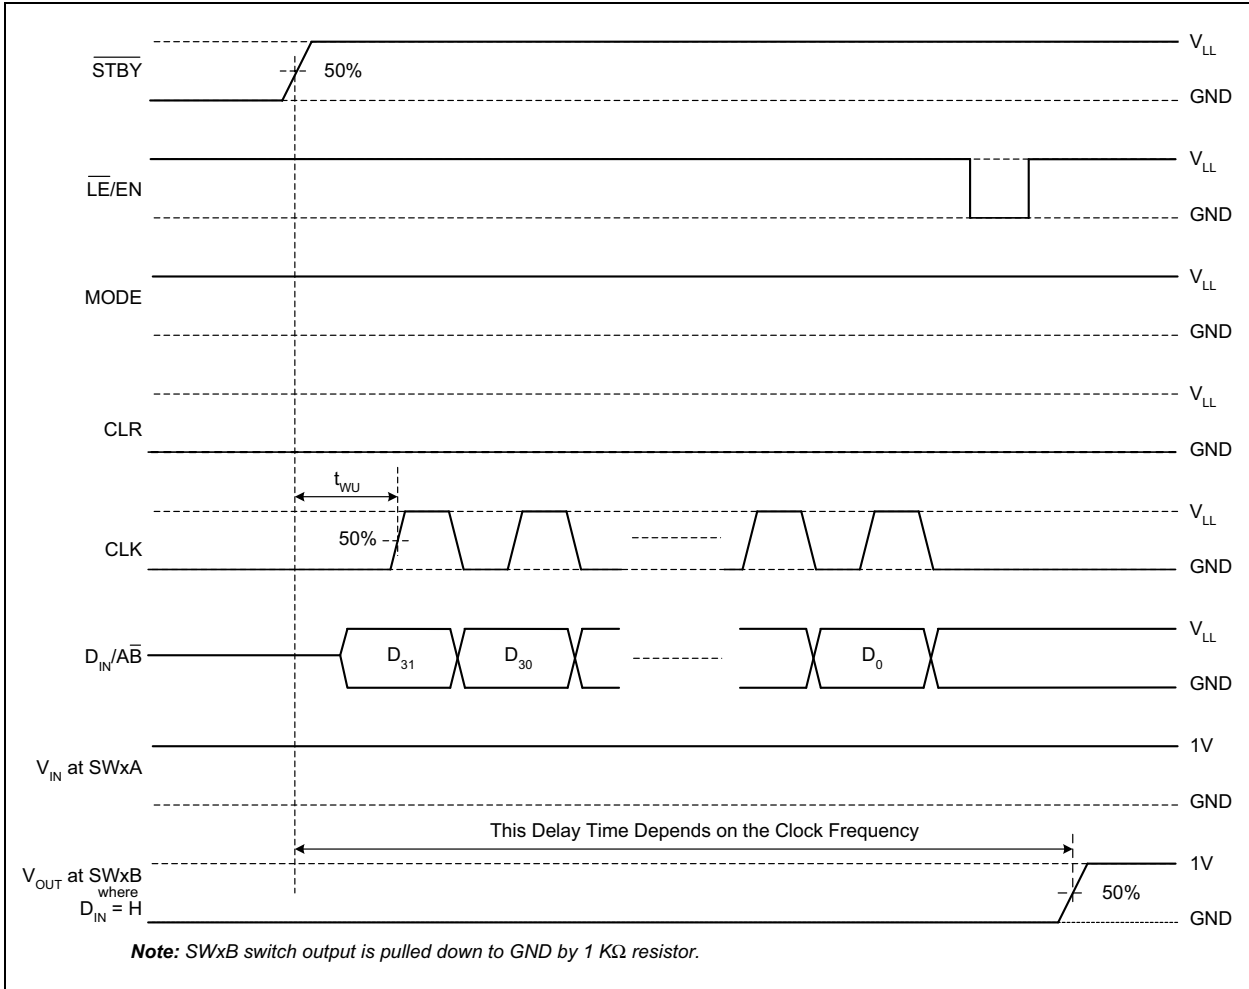 S̅T̅B̅Y̅
50%
V_LL
GND
L̅E̅/EN
V_LL
GND
MODE
V_LL
GND
CLR
V_LL
GND
t_WU
CLK
50%
V_LL
GND
D_IN/AB̅
D_31
D_30
D_0
V_LL
GND
V_IN at SWxA
1V
GND
This Delay Time Depends on the Clock Frequency
V_OUT at SWxB
where
D_IN = H
50%
1V
GND
Note: SWxB switch output is pulled down to GND by 1 KΩ resistor.